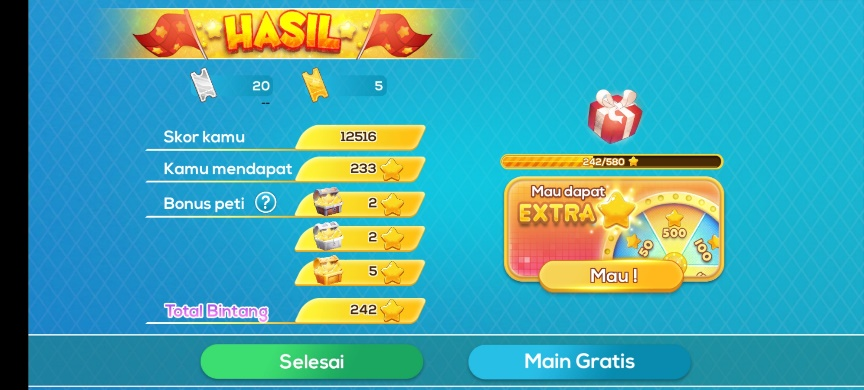 HASIL
20
--
5
Skor kamu
12516
Kamu mendapat
233
Bonus peti ?
2
2
5
Total Bintang
242
242/580
Mau dapat
EXTRA
50
500
100
Mau !
Selesai
Main Gratis